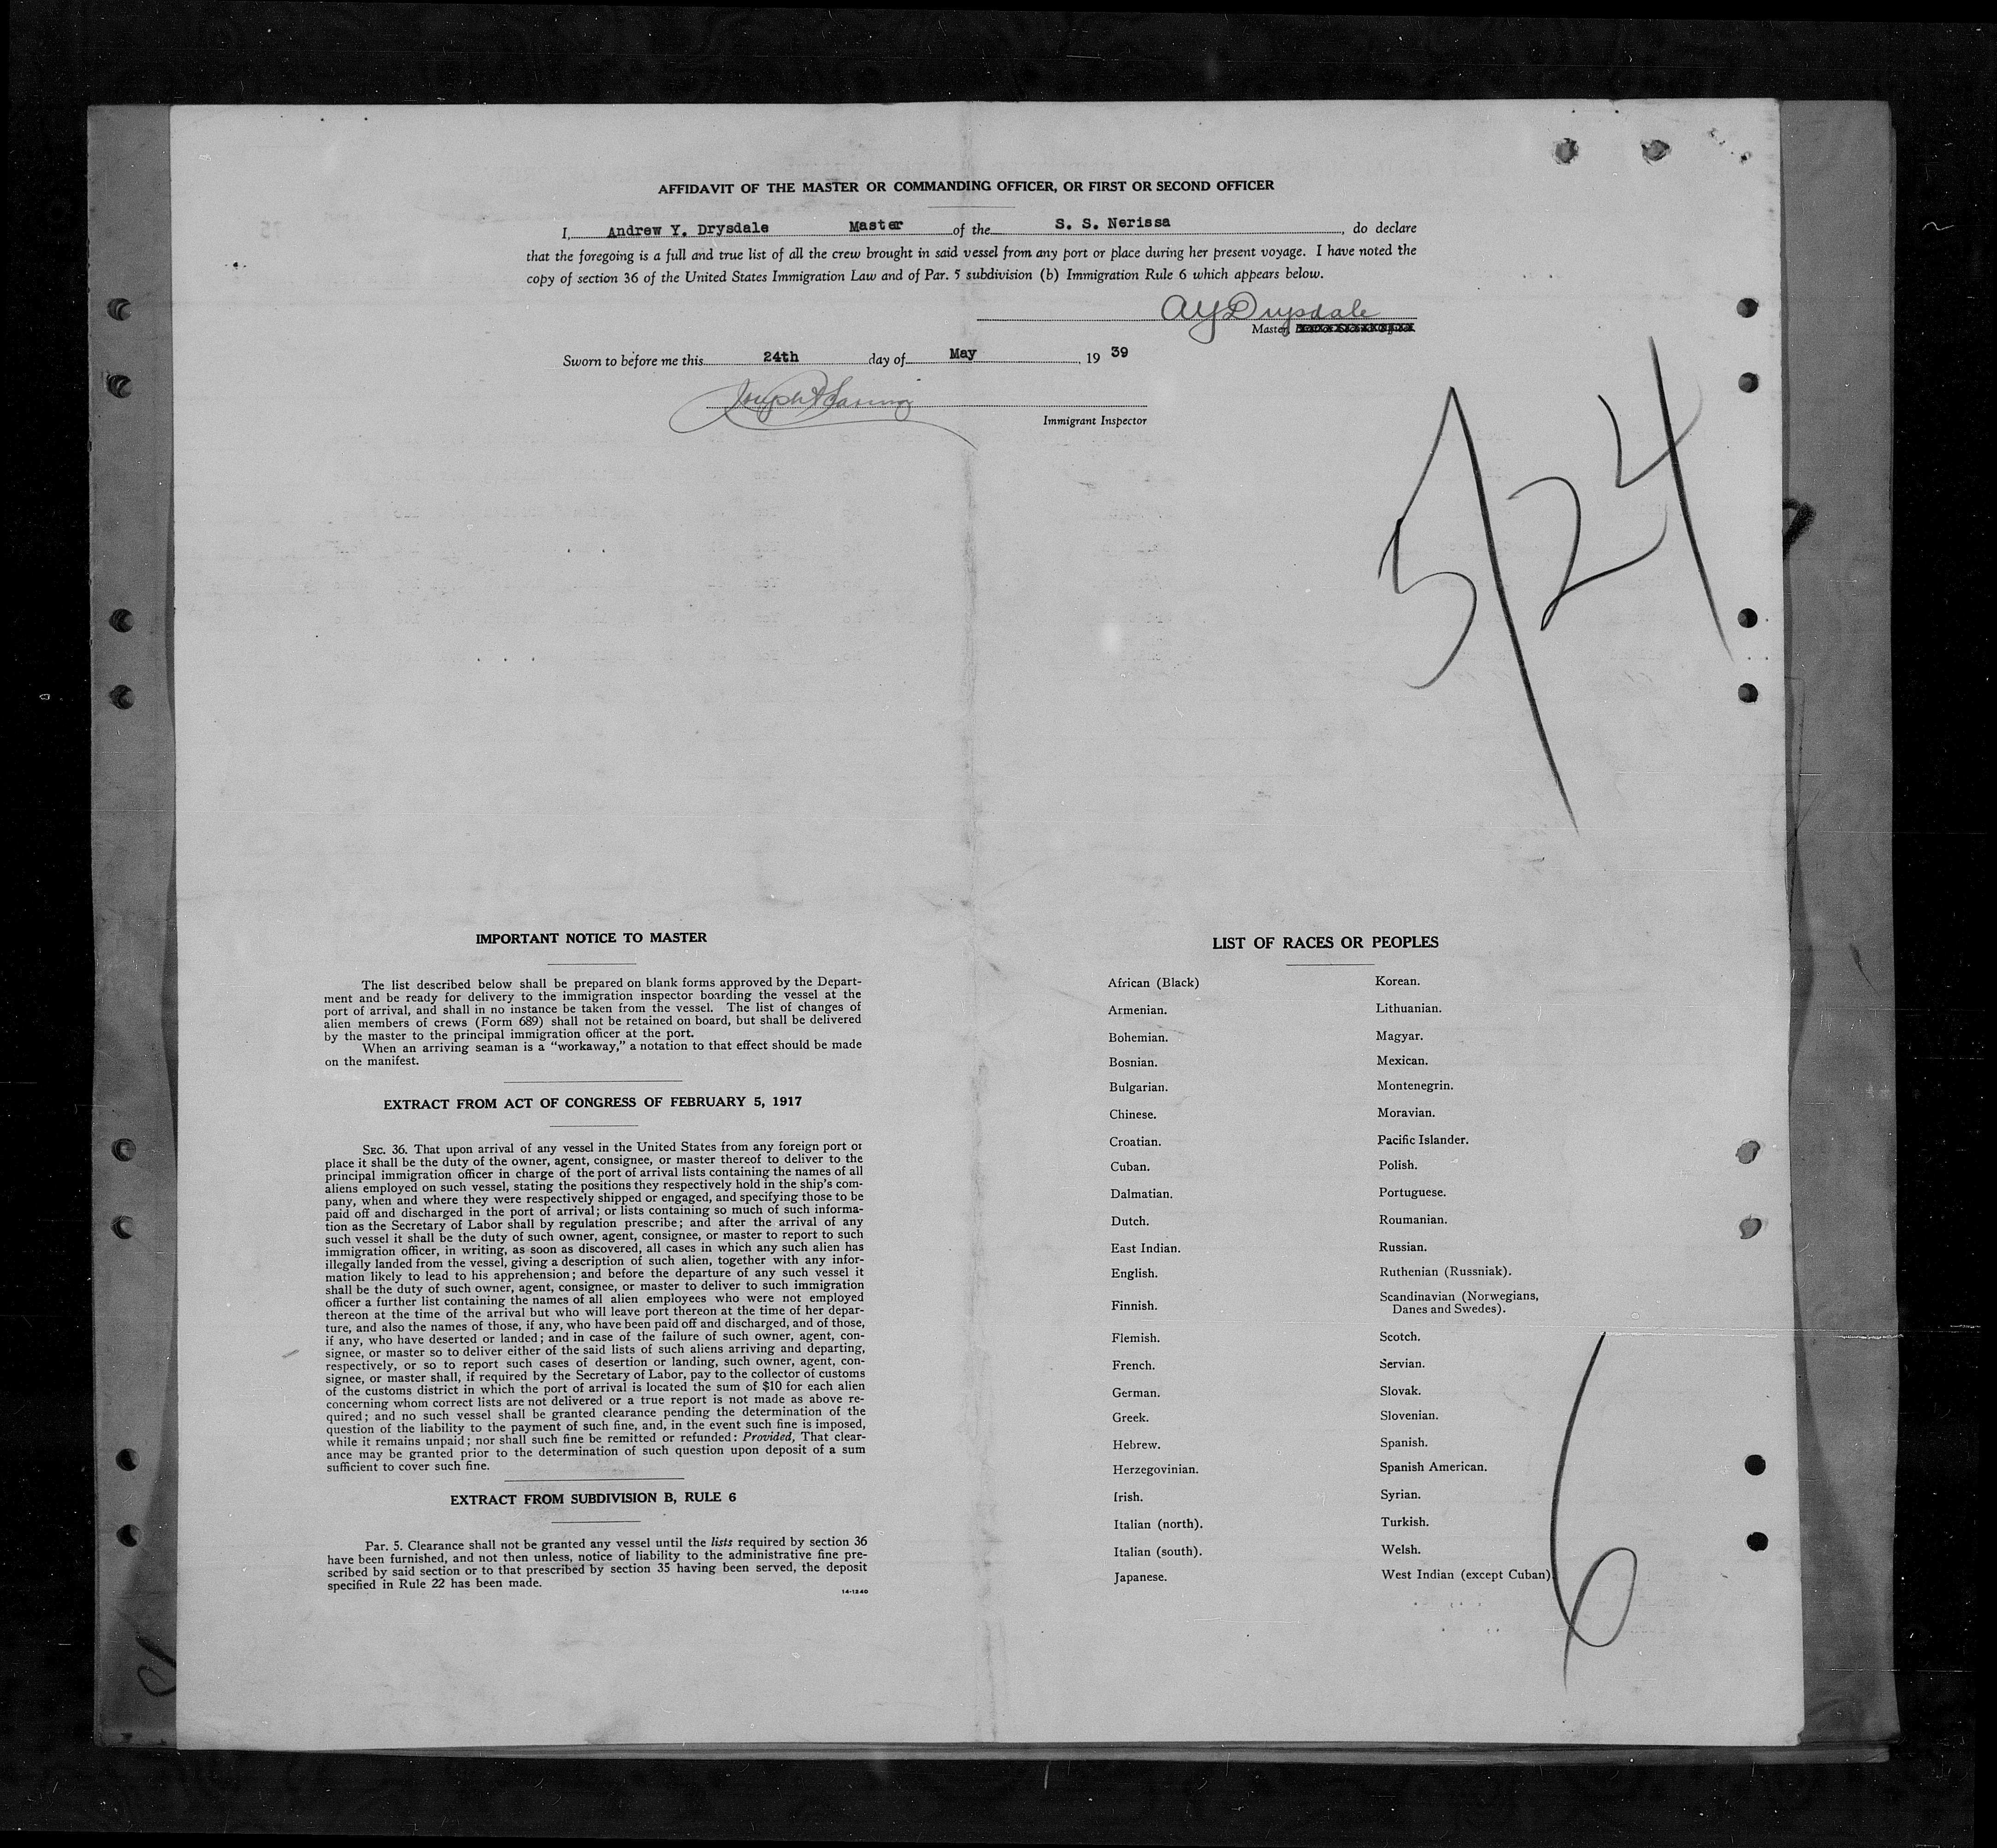 AFFIDAVIT OF THE MASTER OR COMMANDING OFFICER, OR FIRST OR SECOND OFFICER
I, Andrew Y. Drysdale Master of the S. S. Nerissa, do declare
that the foregoing is a full and true list of all the crew brought in said vessel from any port or place during her present voyage. I have noted the
copy of section 36 of the United States Immigration Law and of Par. 5 subdivision (b) Immigration Rule 6 which appears below.
AYDrysdale
Master,
Sworn to before me this 24th day of May, 19 39
Joseph
Immigrant Inspector
5/24
IMPORTANT NOTICE TO MASTER
The list described below shall be prepared on blank forms approved by the Depart-
ment and be ready for delivery to the immigration inspector boarding the vessel at the
port of arrival, and shall in no instance be taken from the vessel. The list of changes of
alien members of crews (Form 689) shall not be retained on board, but shall be delivered
by the master to the principal immigration officer at the port.
When an arriving seaman is a "workaway," a notation to that effect should be made
on the manifest.
EXTRACT FROM ACT OF CONGRESS OF FEBRUARY 5, 1917
SEC. 36. That upon arrival of any vessel in the United States from any foreign port or
place it shall be the duty of the owner, agent, consignee, or master thereof to deliver to the
principal immigration officer in charge of the port of arrival lists containing the names of all
aliens employed on such vessel, stating the positions they respectively hold in the ship's com-
pany, when and where they were respectively shipped or engaged, and specifying those to be
paid off and discharged in the port of arrival; or lists containing so much of such informa-
tion as the Secretary of Labor shall by regulation prescribe; and after the arrival of any
such vessel it shall be the duty of such owner, agent, consignee, or master to report to such
immigration officer, in writing, as soon as discovered, all cases in which any such alien has
illegally landed from the vessel, giving a description of such alien, together with any infor-
mation likely to lead to his apprehension; and before the departure of any such vessel it
shall be the duty of such owner, agent, consignee, or master to deliver to such immigration
officer a further list containing the names of all alien employees who were not employed
thereon at the time of the arrival but who will leave port thereon at the time of her depar-
ture, and also the names of those, if any, who have been paid off and discharged, and of those,
if any, who have deserted or landed; and in case of the failure of such owner, agent, con-
signee, or master so to deliver either of the said lists of such aliens arriving and departing,
respectively, or so to report such cases of desertion or landing, such owner, agent, con-
signee, or master shall, if required by the Secretary of Labor, pay to the collector of customs
of the customs district in which the port of arrival is located the sum of $10 for each alien
concerning whom correct lists are not delivered or a true report is not made as above re-
quired; and no such vessel shall be granted clearance pending the determination of the
question of the liability to the payment of such fine, and, in the event such fine is imposed,
while it remains unpaid; nor shall such fine be remitted or refunded: Provided, That clear-
ance may be granted prior to the determination of such question upon deposit of a sum
sufficient to cover such fine.
EXTRACT FROM SUBDIVISION B, RULE 6
Par. 5. Clearance shall not be granted any vessel until the lists required by section 36
have been furnished, and not then unless, notice of liability to the administrative fine pre-
scribed by said section or to that prescribed by section 35 having been served, the deposit
specified in Rule 22 has been made.
14-1240
LIST OF RACES OR PEOPLES
African (Black)
Armenian.
Bohemian.
Bosnian.
Bulgarian.
Chinese.
Croatian.
Cuban.
Dalmatian.
Dutch.
East Indian.
English.
Finnish.
Flemish.
French.
German.
Greek.
Hebrew.
Herzegovinian.
Irish.
Italian (north).
Italian (south).
Japanese.
Korean.
Lithuanian.
Magyar.
Mexican.
Montenegrin.
Moravian.
Pacific Islander.
Polish.
Portuguese.
Roumanian.
Russian.
Ruthenian (Russniak).
Scandinavian (Norwegians,
Danes and Swedes).
Scotch.
Servian.
Slovak.
Slovenian.
Spanish.
Spanish American.
Syrian.
Turkish.
Welsh.
West Indian (except Cuban)
6